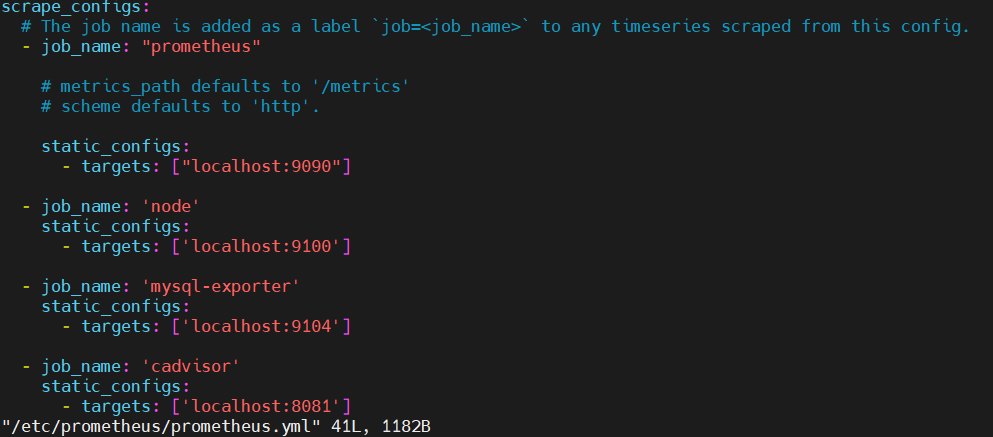 scrape_configs:
  # The job name is added as a label `job=<job_name>` to any timeseries scraped from this config.
  - job_name: "prometheus"

    # metrics_path defaults to '/metrics'
    # scheme defaults to 'http'.

    static_configs:
      - targets: ["localhost:9090"]

  - job_name: 'node'
    static_configs:
      - targets: ['localhost:9100']

  - job_name: 'mysql-exporter'
    static_configs:
      - targets: ['localhost:9104']

  - job_name: 'cadvisor'
    static_configs:
      - targets: ['localhost:8081']
"/etc/prometheus/prometheus.yml" 41L, 1182B